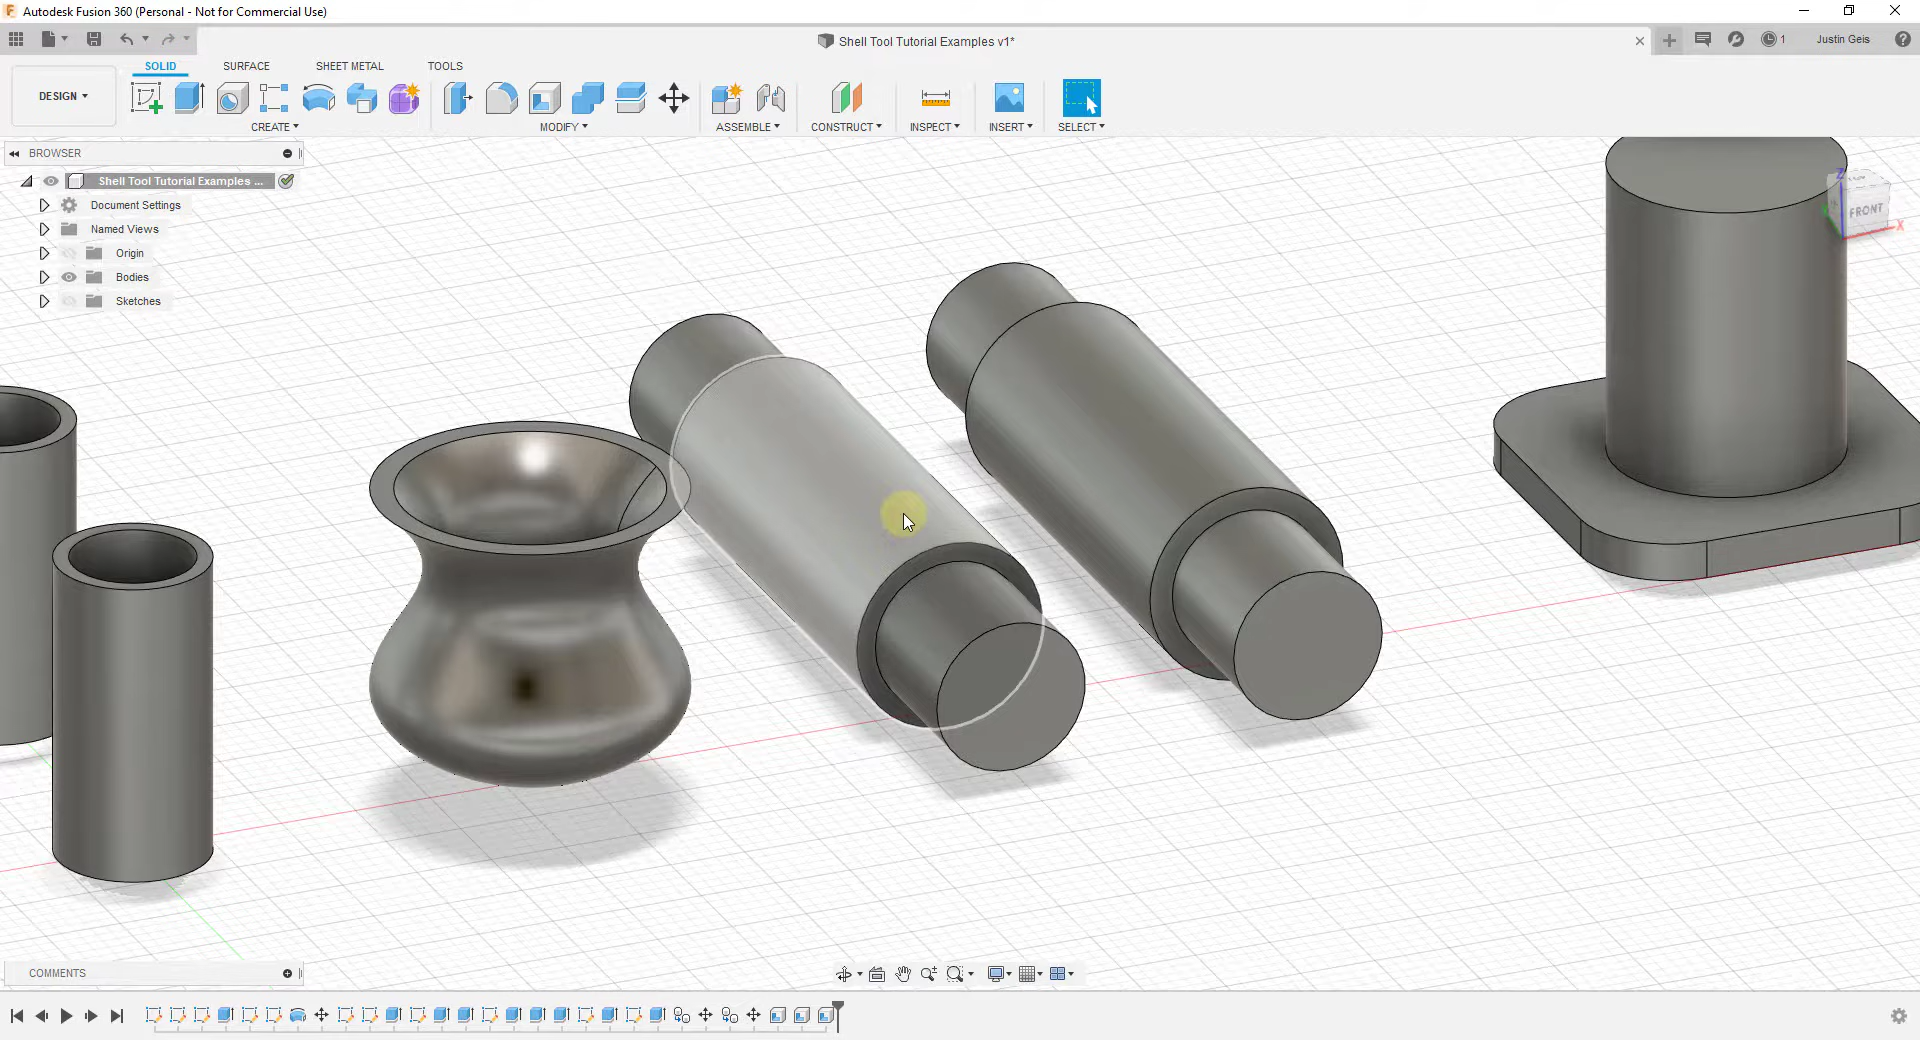 Autodesk Fusion 360 (Personal - Not for Commercial Use)
Shell Tool Tutorial Examples v1*
1
Justin Geis
DESIGN
SOLID
SURFACE
SHEET METAL
TOOLS
CREATE
MODIFY
ASSEMBLE
CONSTRUCT
INSPECT
INSERT
SELECT
BROWSER
Shell Tool Tutorial Examples ...
Document Settings
Named Views
Origin
Bodies
Sketches
Z
TOP
FRONT
X
COMMENTS